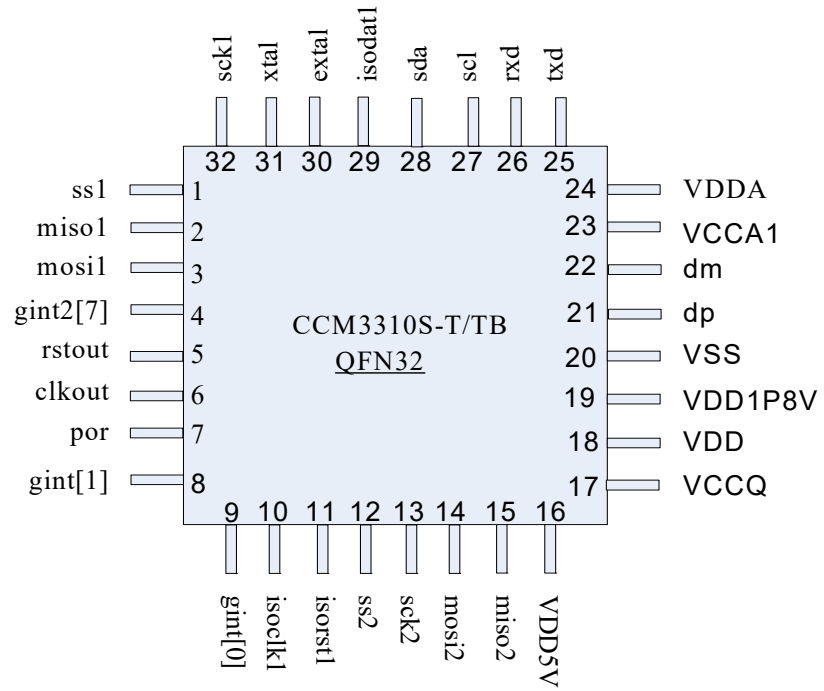 sck1
xtal
extal
isodat1
sda
scl
rxd
txd
32
31
30
29
28
27
26
25
ss1
1
miso1
2
mosi1
3
gint2[7]
4
rstout
5
clkout
6
por
7
gint[1]
8
CCM3310S-T/TB
QFN32
24
VDDA
23
VCCA1
22
dm
21
dp
20
VSS
19
VDD1P8V
18
VDD
17
VCCQ
9
10
11
12
13
14
15
16
gint[0]
isoclk1
isorst1
ss2
sck2
mosi2
miso2
VDD5V